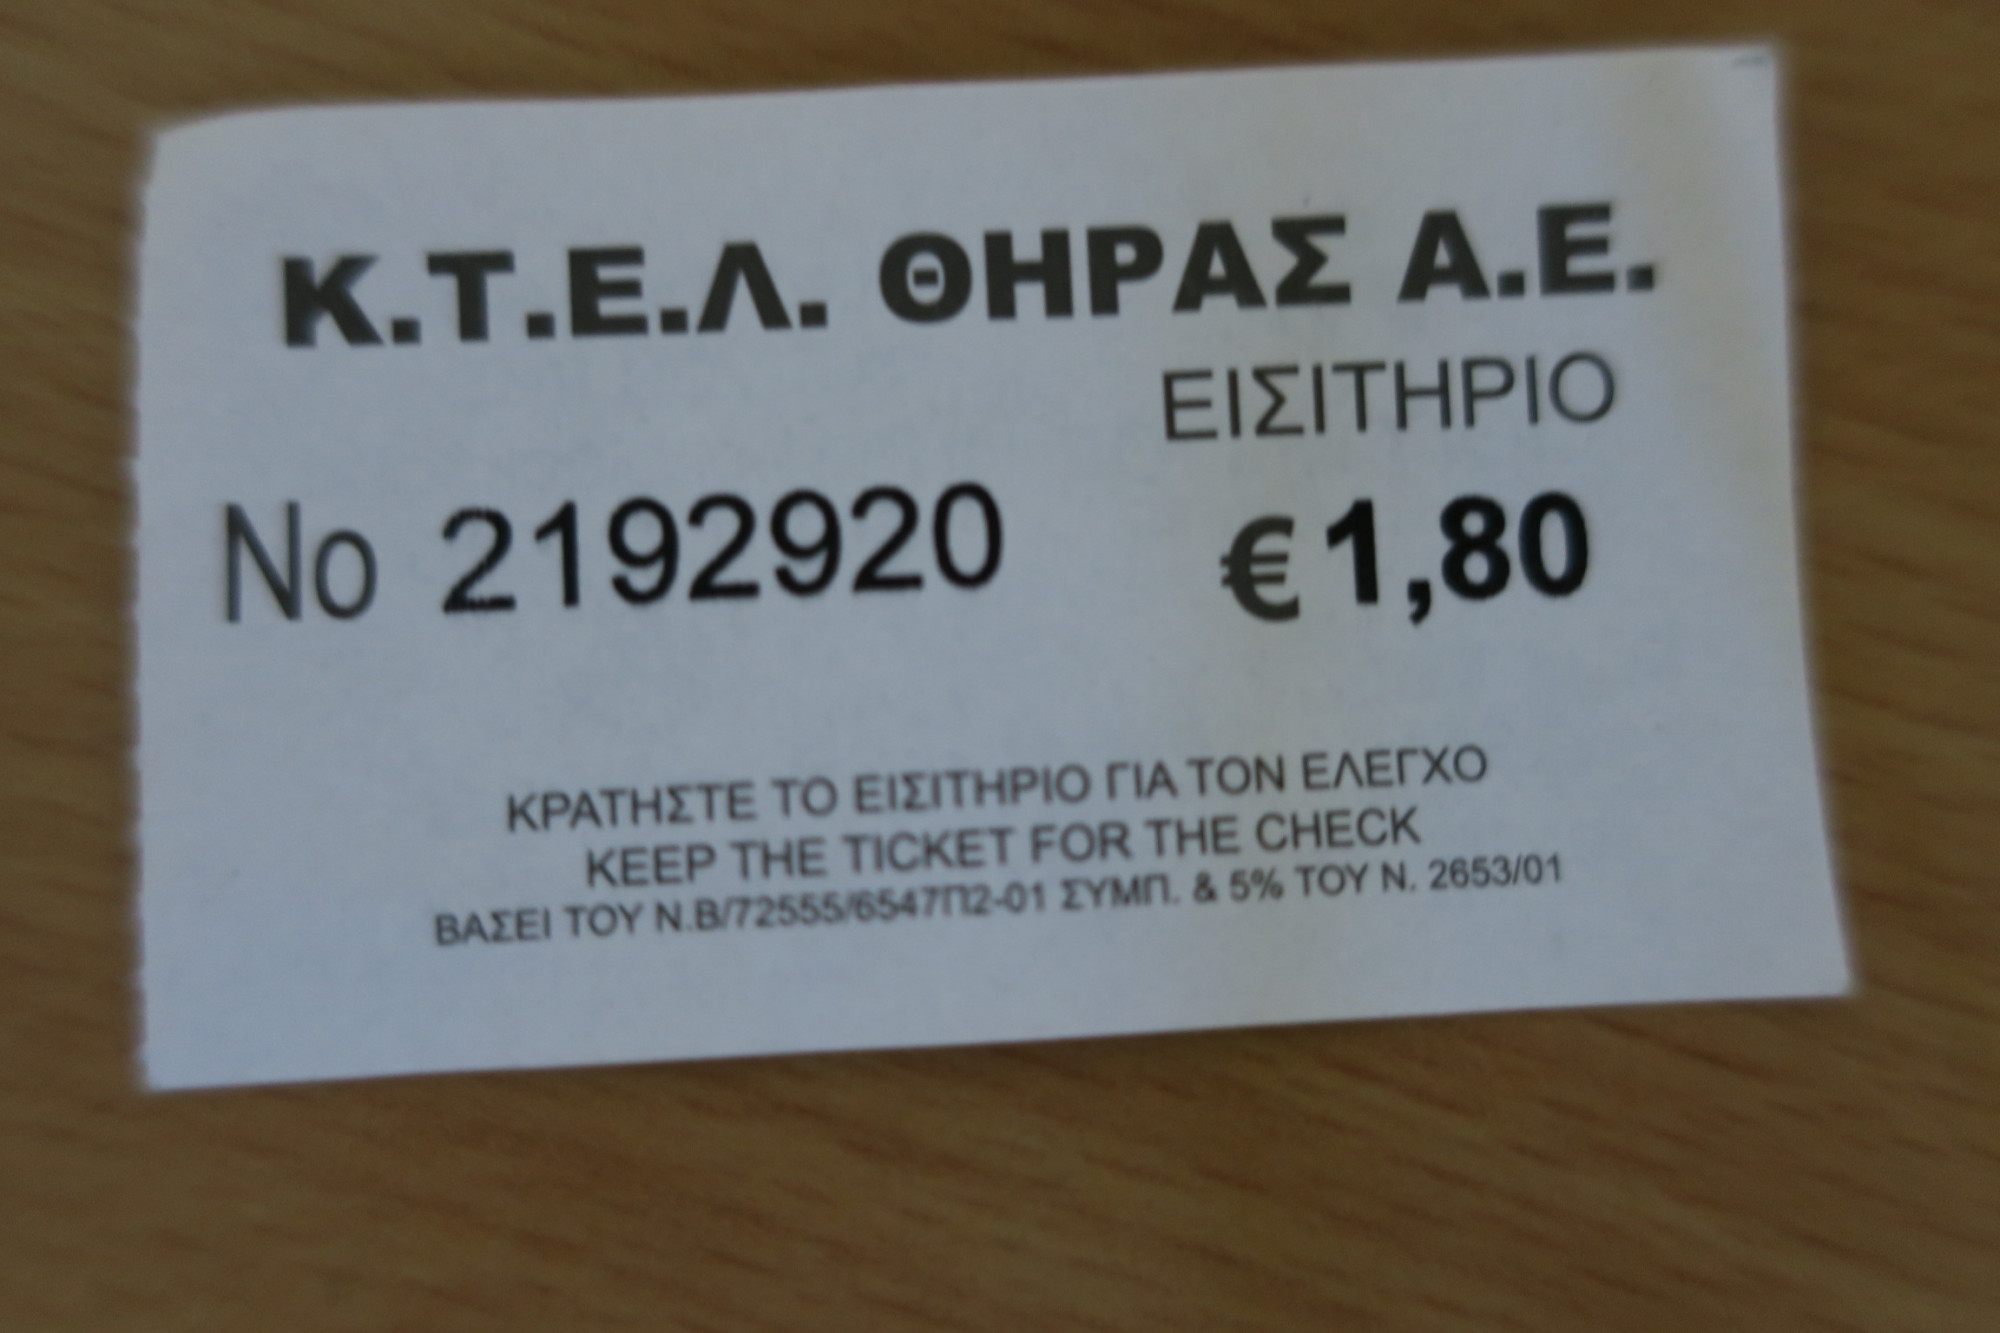 Κ.Τ.Ε.Λ. ΘΗΡΑΣ Α.Ε.
ΕΙΣΙΤΗΡΙΟ
No 2192920 € 1,80
ΚΡΑΤΗΣΤΕ ΤΟ ΕΙΣΙΤΗΡΙΟ ΓΙΑ ΤΟΝ ΕΛΕΓΧΟ
KEEP THE TICKET FOR THE CHECK
ΒΑΣΕΙ ΤΟΥ Ν.Β/72555/6547Π2-01 ΣΥΜΠ. & 5% ΤΟΥ Ν. 2653/01